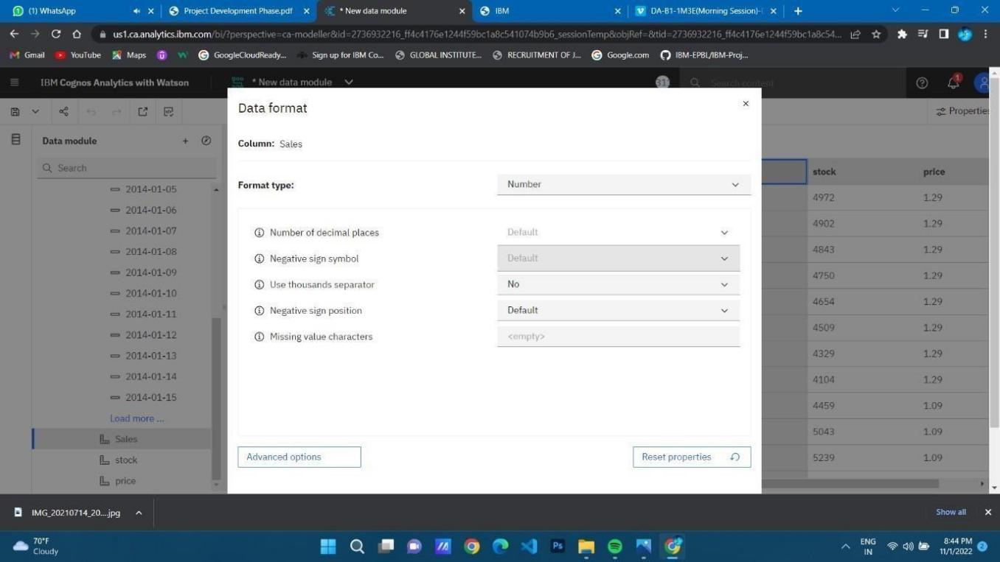 (1) WhatsApp
Project Development Phase.pdf
* New data module
IBM
DA-B1-1M3E(Morning Session)-
us1.ca.analytics.ibm.com/bi/?perspective=ca-modeller&id=2736932216_ff4c4176e1244f59bc1a8c541074b9b6_sessionTemp&objRef=&tid=2736932216_ff4c4176e1244f59bc1a8c54...
Gmail
YouTube
Maps
GoogleCloudReady...
Sign up for IBM Co...
GLOBAL INSTITUTE...
RECRUITMENT OF J...
Google.com
IBM-EPBL/IBM-Proj...
IBM Cognos Analytics with Watson
* New data module
31
Search content
1
Properties
Data module
Search
2014-01-05
2014-01-06
2014-01-07
2014-01-08
2014-01-09
2014-01-10
2014-01-11
2014-01-12
2014-01-13
2014-01-14
2014-01-15
Load more ...
Sales
stock
price
Data format
Column: Sales
Format type: Number
Number of decimal places Default
Negative sign symbol Default
Use thousands separator No
Negative sign position Default
Missing value characters <empty>
Advanced options
Reset properties
stock price
4972 1.29
4902 1.29
4843 1.29
4750 1.29
4654 1.29
4509 1.29
4329 1.29
4104 1.29
4459 1.09
5043 1.09
5239 1.09
IMG_20210714_20....jpg
Show all
70°F
Cloudy
Ps
ENG
IN
8:44 PM
11/1/2022
2